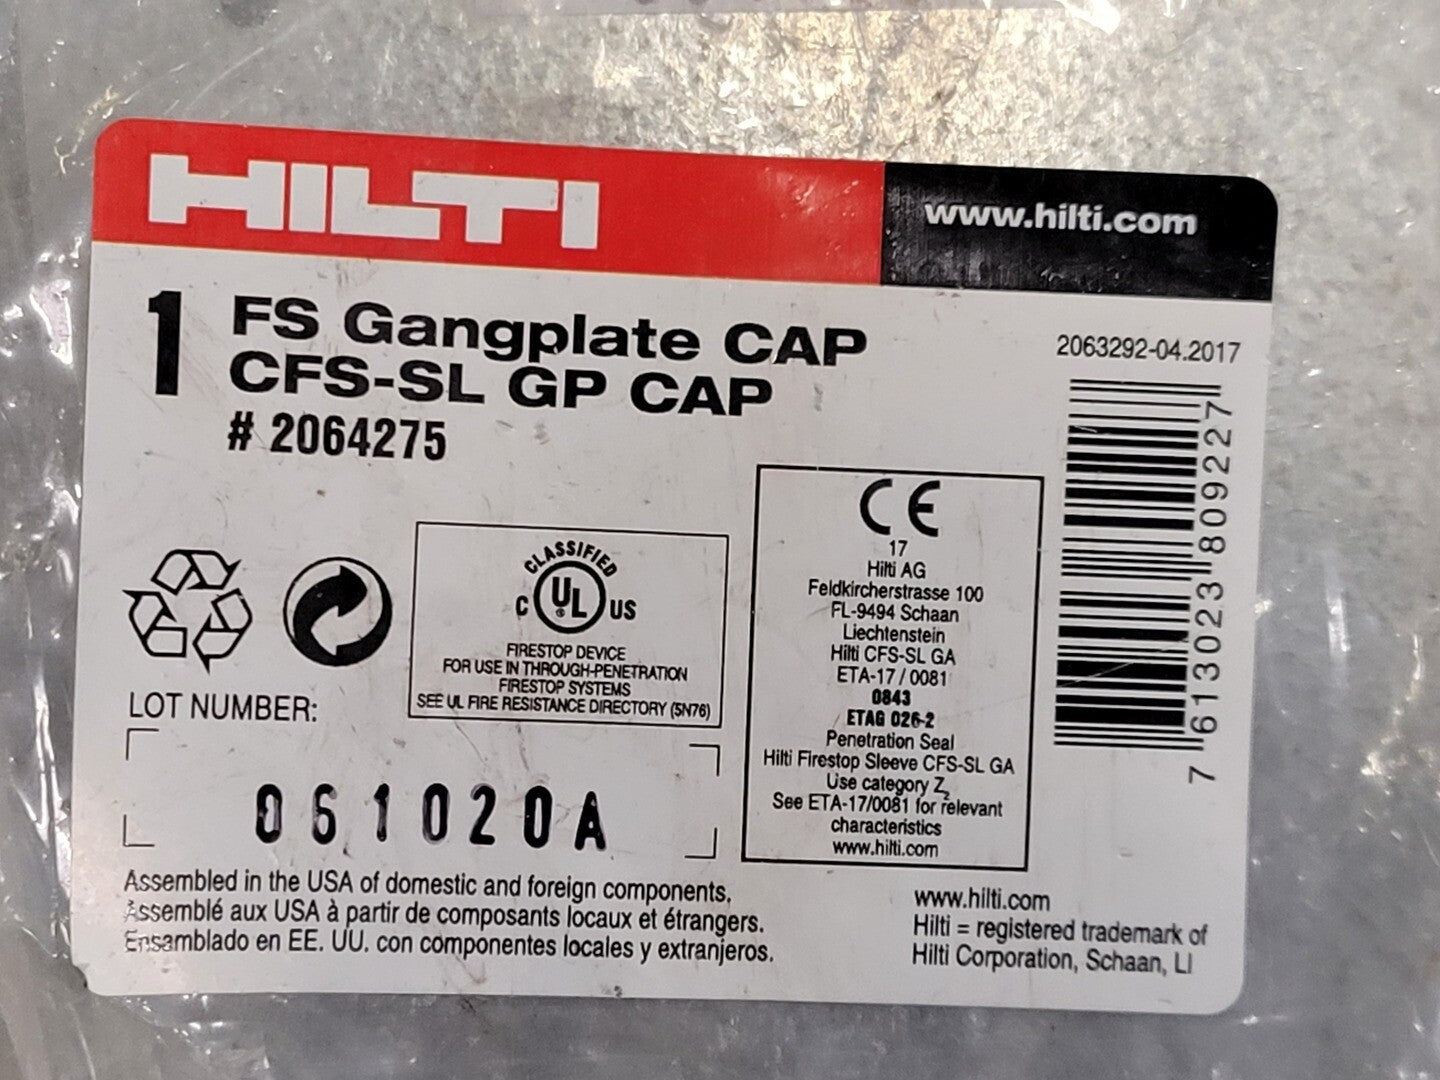 HILTI
www.hilti.com
1
FS Gangplate CAP
CFS-SL GP CAP
# 2064275
2063292-04.2017
7 613023 809227
CLASSIFIED
C UL ® US
FIRESTOP DEVICE
FOR USE IN THROUGH-PENETRATION
FIRESTOP SYSTEMS
SEE UL FIRE RESISTANCE DIRECTORY (5N76)
CE
17
Hilti AG
Feldkircherstrasse 100
FL-9494 Schaan
Liechtenstein
Hilti CFS-SL GA
ETA-17 / 0081
0843
ETAG 026-2
Penetration Seal
Hilti Firestop Sleeve CFS-SL GA
Use category Z₂
See ETA-17/0081 for relevant
characteristics
www.hilti.com
LOT NUMBER:
061020A
Assembled in the USA of domestic and foreign components.
Assemblé aux USA à partir de composants locaux et étrangers.
Ensamblado en EE. UU. con componentes locales y extranjeros.
www.hilti.com
Hilti = registered trademark of
Hilti Corporation, Schaan, LI